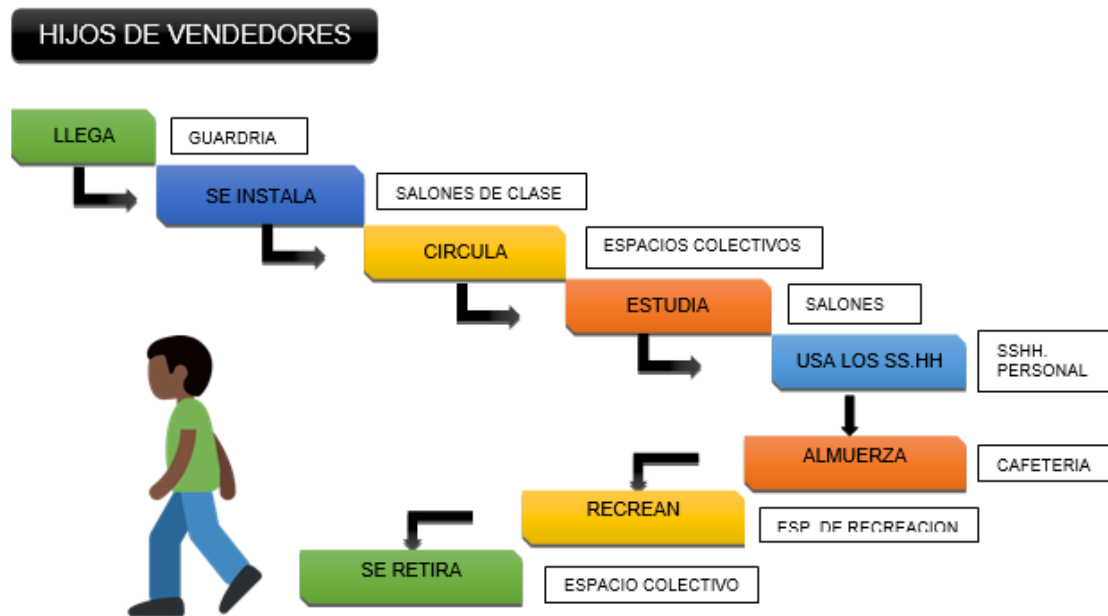 HIJOS DE VENDEDORES
LLEGA
GUARDRIA
SE INSTALA
SALONES DE CLASE
CIRCULA
ESPACIOS COLECTIVOS
ESTUDIA
SALONES
USA LOS SS.HH
SSHH.
PERSONAL
ALMUERZA
CAFETERIA
RECREAN
ESP. DE RECREACION
SE RETIRA
ESPACIO COLECTIVO